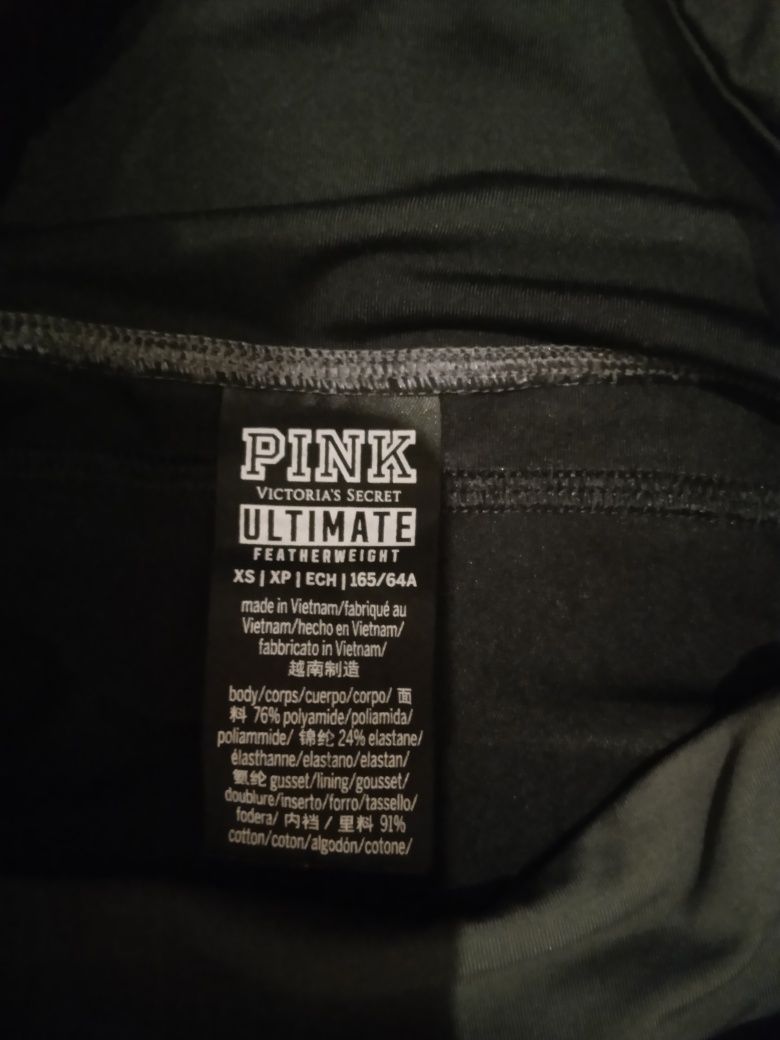 PINK
VICTORIA'S SECRET
ULTIMATE
FEATHERWEIGHT
XS | XP | ECH | 165/64A
made in Vietnam/fabriqué au
Vietnam/hecho en Vietnam/
fabbricato in Vietnam/
越南制造
body/corps/cuerpo/corpo/ 面
料 76% polyamide/poliamida/
poliammide/ 锦纶 24% elastane/
élasthanne/elastano/elastan/
氨纶 gusset/lining/gousset/
doublure/inserto/forro/tassello/
fodera/ 内裆 / 里料 91%
cotton/coton/algodón/cotone/